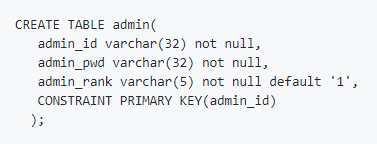 CREATE TABLE admin(
admin_id varchar(32) not null,
admin_pwd varchar(32) not null,
admin_rank varchar(5) not null default '1',
CONSTRAINT PRIMARY KEY(admin_id)
);